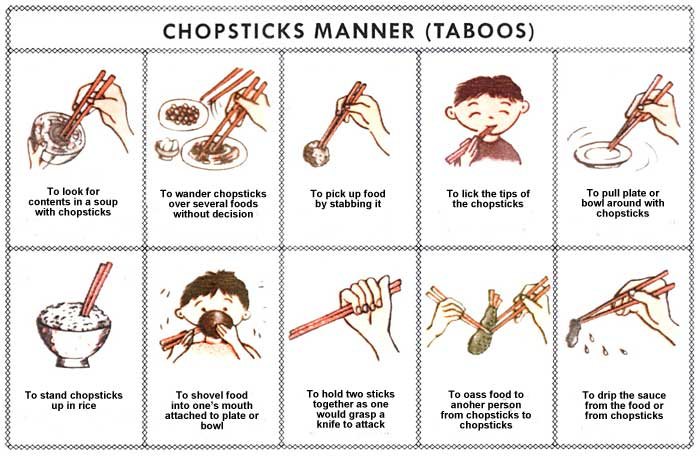 CHOPSTICKS MANNER (TABOOS)
To look for
contents in a soup
with chopsticks
To wander chopsticks
over several foods
without decision
To pick up food
by stabbing it
To lick the tips of
the chopsticks
To pull plate or
bowl around with
chopsticks
To stand chopsticks
up in rice
To shovel food
into one's mouth
attached to plate or
bowl
To hold two sticks
together as one
would grasp a
knife to attack
To oass food to
anoher person
from chopsticks to
chopsticks
To drip the sauce
from the food or
from chopsticks